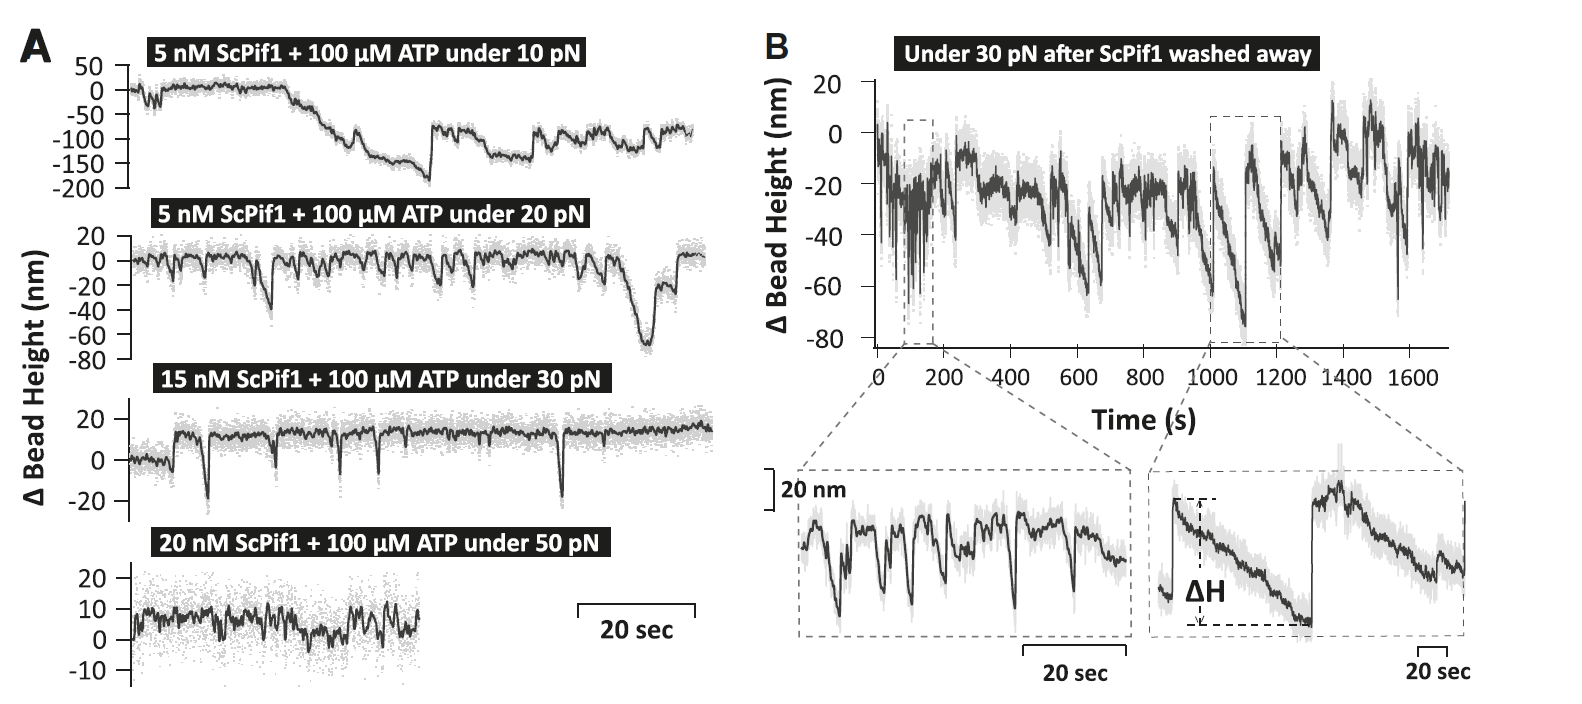 A
5 nM ScPif1 + 100 µM ATP under 10 pN
50
0
-50
-100
-150
-200
5 nM ScPif1 + 100 µM ATP under 20 pN
20
0
-20
-40
-60
-80
15 nM ScPif1 + 100 µM ATP under 30 pN
20
0
-20
20 nM ScPif1 + 100 µM ATP under 50 pN
20
10
0
-10
Δ Bead Height (nm)
20 sec
B
Under 30 pN after ScPif1 washed away
Δ Bead Height (nm)
20
0
-20
-40
-60
-80
0 200 400 600 800 1000 1200 1400 1600
Time (s)
20 nm
ΔH
20 sec
20 sec